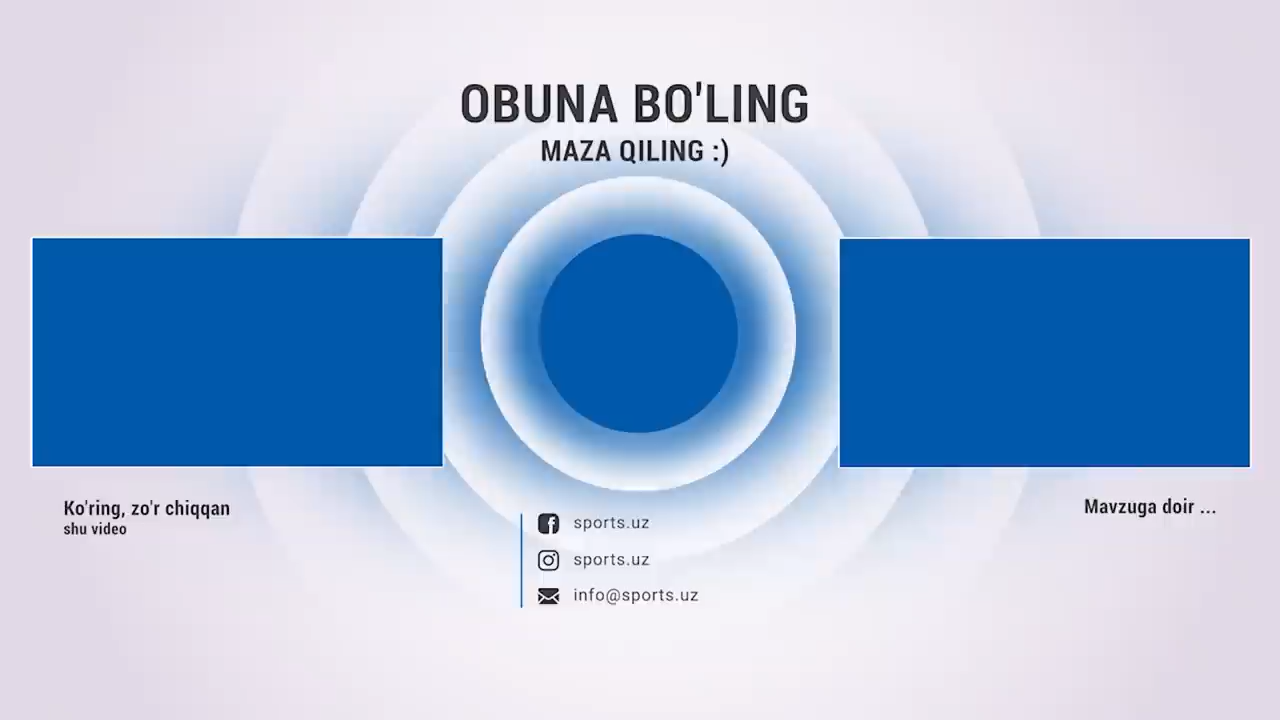 OBUNA BO'LING
MAZA QILING :)
Ko'ring, zo'r chiqqan
shu video
Mavzuga doir ...
sports.uz
sports.uz
info@sports.uz